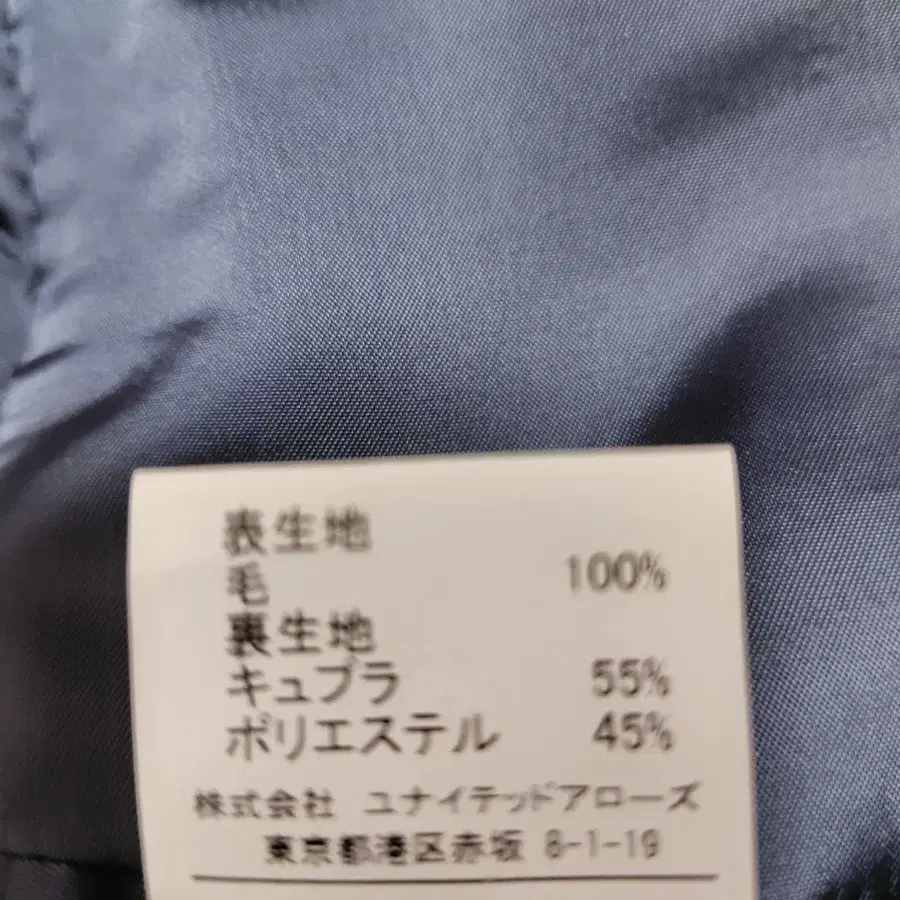 表生地
毛 100%
裏生地
キュプラ 55%
ポリエステル 45%
株式会社 ユナイテッドアローズ
東京都港区赤坂 8-1-19